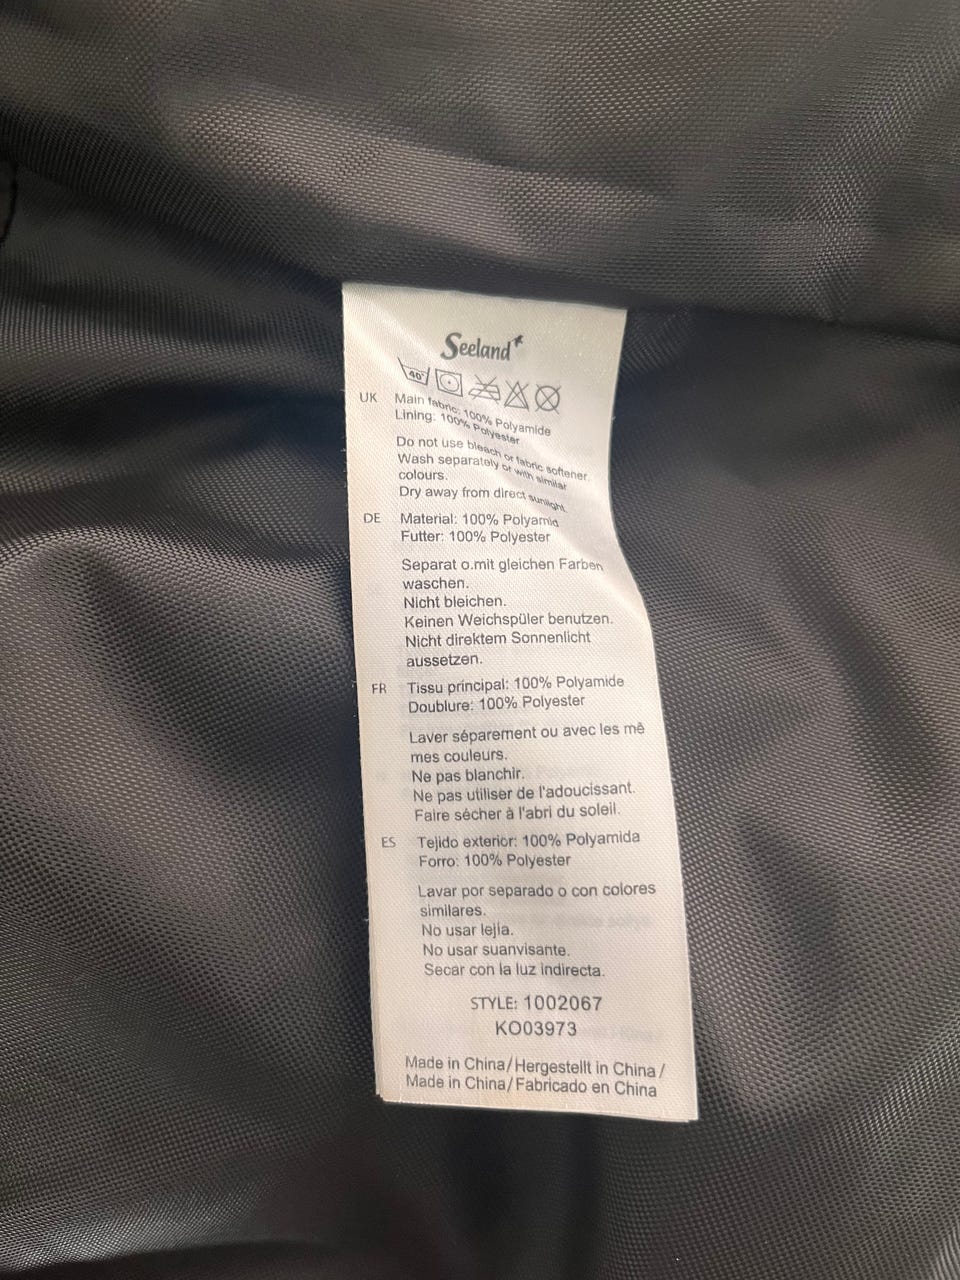 Seeland
40°
UK Main fabric: 100% Polyamide
Lining: 100% Polyester
Do not use bleach or fabric softener.
Wash separately or with similar
colours.
Dry away from direct sunlight.
DE Material: 100% Polyamid
Futter: 100% Polyester
Separat o.mit gleichen Farben
waschen.
Nicht bleichen.
Keinen Weichspüler benutzen.
Nicht direktem Sonnenlicht
aussetzen.
FR Tissu principal: 100% Polyamide
Doublure: 100% Polyester
Laver séparement ou avec les mê
mes couleurs.
Ne pas blanchir.
Ne pas utiliser de l'adoucissant.
Faire sécher à l'abri du soleil.
ES Tejido exterior: 100% Polyamida
Forro: 100% Polyester
Lavar por separado o con colores
similares.
No usar lejía.
No usar suanvisante.
Secar con la luz indirecta.
STYLE: 1002067
KO03973
Made in China/Hergestellt in China/
Made in China/Fabricado en China